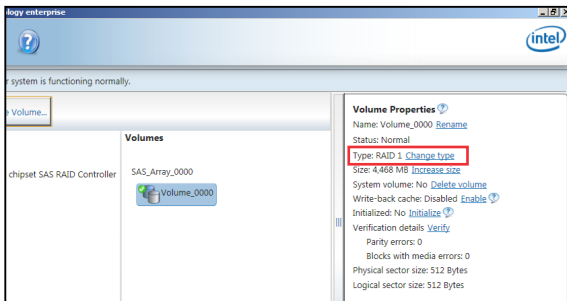 ology enterprise
intel
r system is functioning normally.
e Volume...
chipset SAS RAID Controller
Volumes
SAS_Array_0000
Volume_0000
Volume Properties
Name: Volume_0000 Rename
Status: Normal
Type: RAID 1 Change type
Size: 4,468 MB Increase size
System volume: No Delete volume
Write-back cache: Disabled Enable
Initialized: No Initialize
Verification details Verify
Parity errors: 0
Blocks with media errors: 0
Physical sector size: 512 Bytes
Logical sector size: 512 Bytes